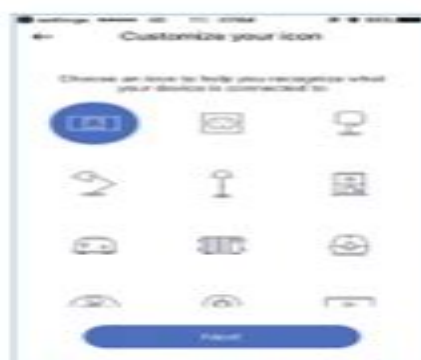 Customize your icon
Choose an icon to help you recognize what
your device is connected to
Next